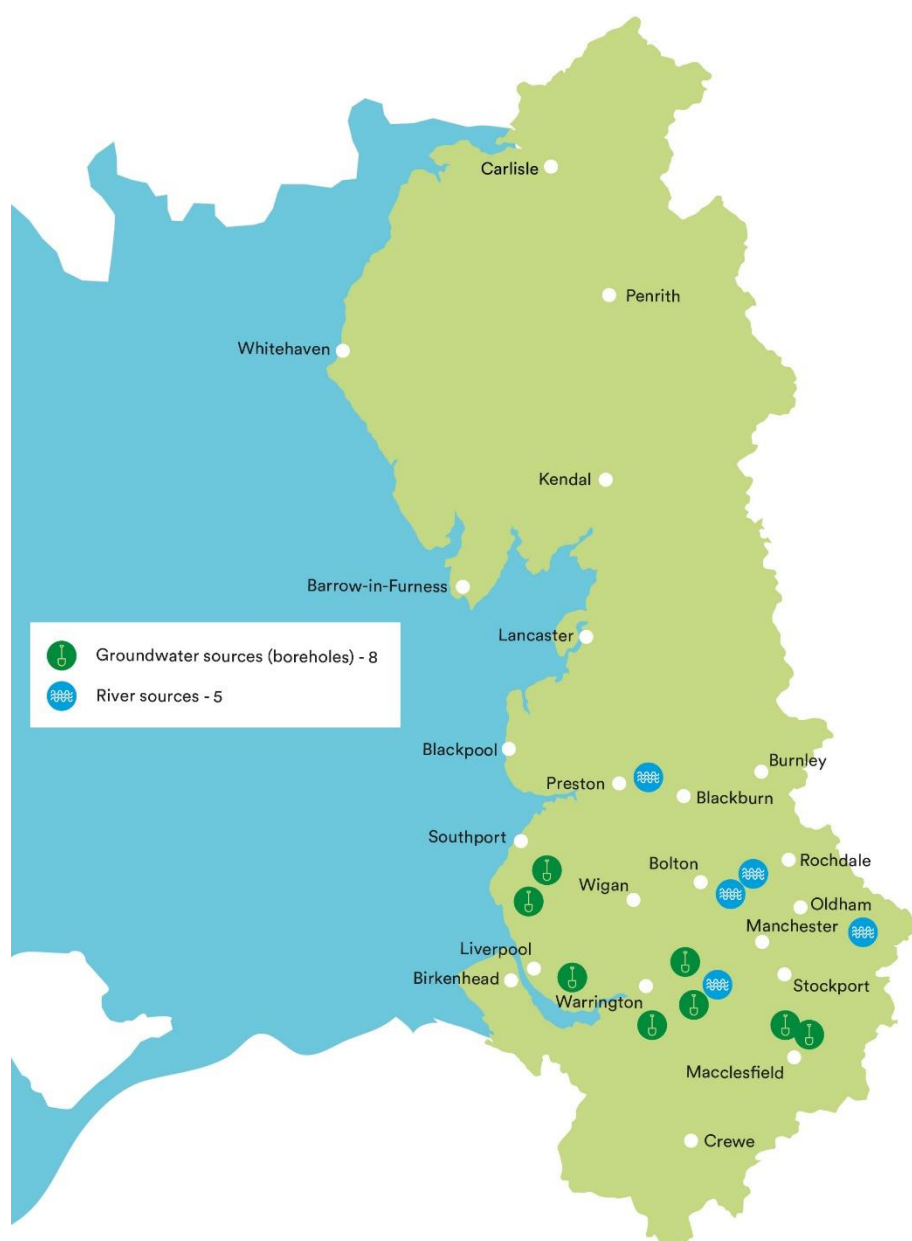 Carlisle
Penrith
Whitehaven
Kendal
Barrow-in-Furness
Lancaster
Groundwater sources (boreholes) - 8
River sources - 5
Blackpool
Burnley
Preston
Blackburn
Southport
Rochdale
Bolton
Wigan
Oldham
Manchester
Liverpool
Birkenhead
Stockport
Warrington
Macclesfield
Crewe